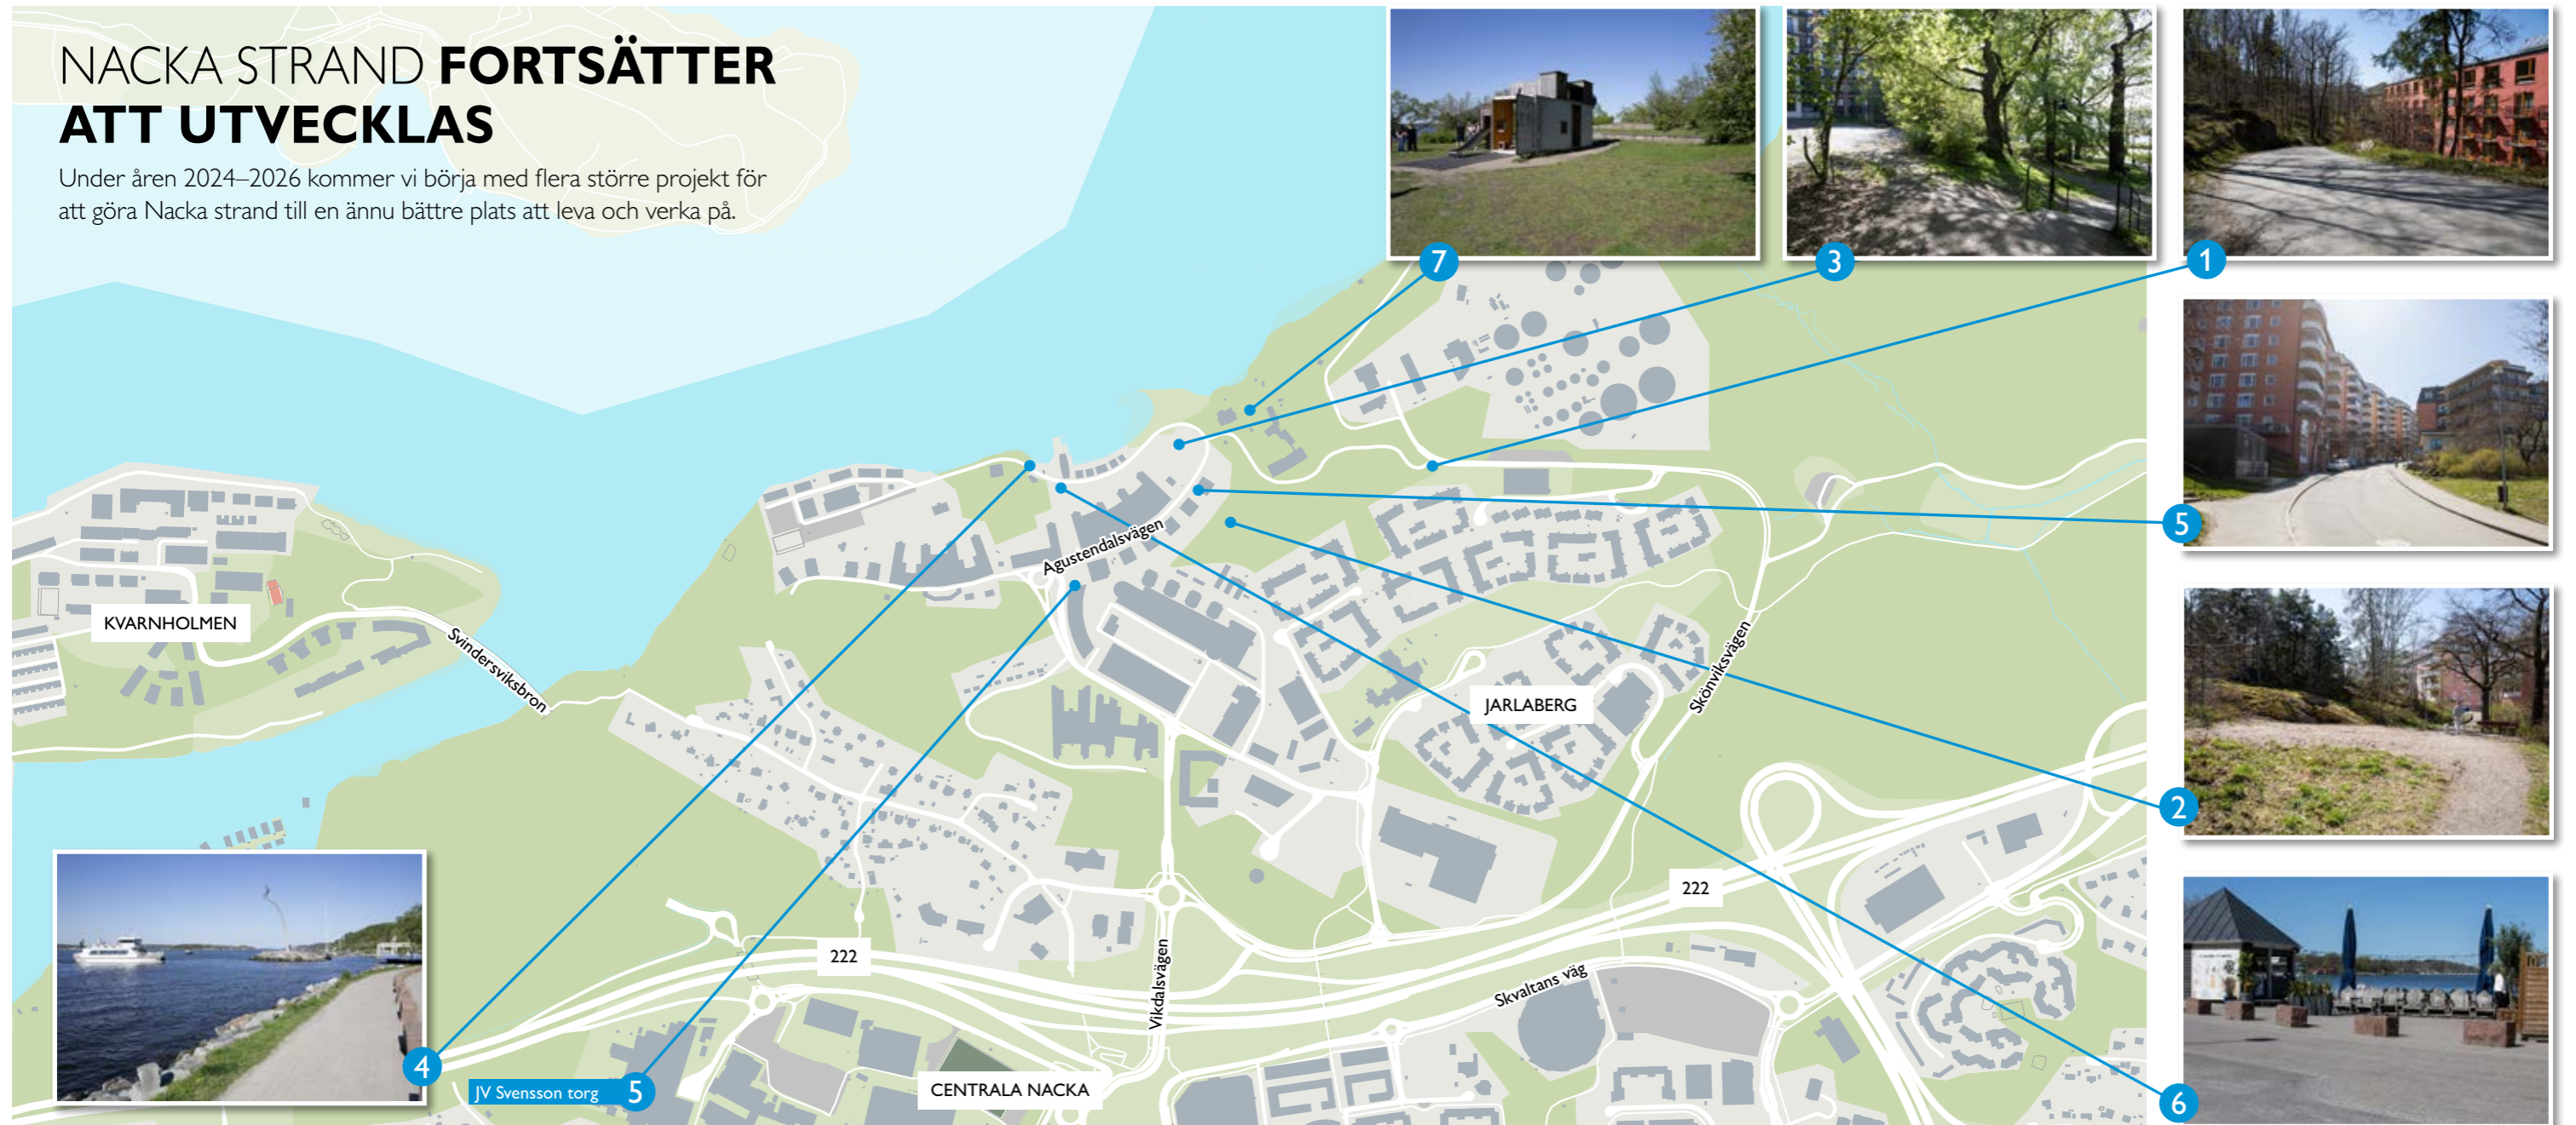 NACKA STRAND FORTSÄTTER
ATT UTVECKLAS
Under åren 2024–2026 kommer vi börja med flera större projekt för
att göra Nacka strand till en ännu bättre plats att leva och verka på.
7
3
1
5
2
6
4
JV Svensson torg 5
KVARNHOLMEN
Svindersviksbron
Agustendalsvägen
JARLABERG
Skönviksvägen
222
222
Vikdalsvägen
Skvaltans väg
CENTRALA NACKA